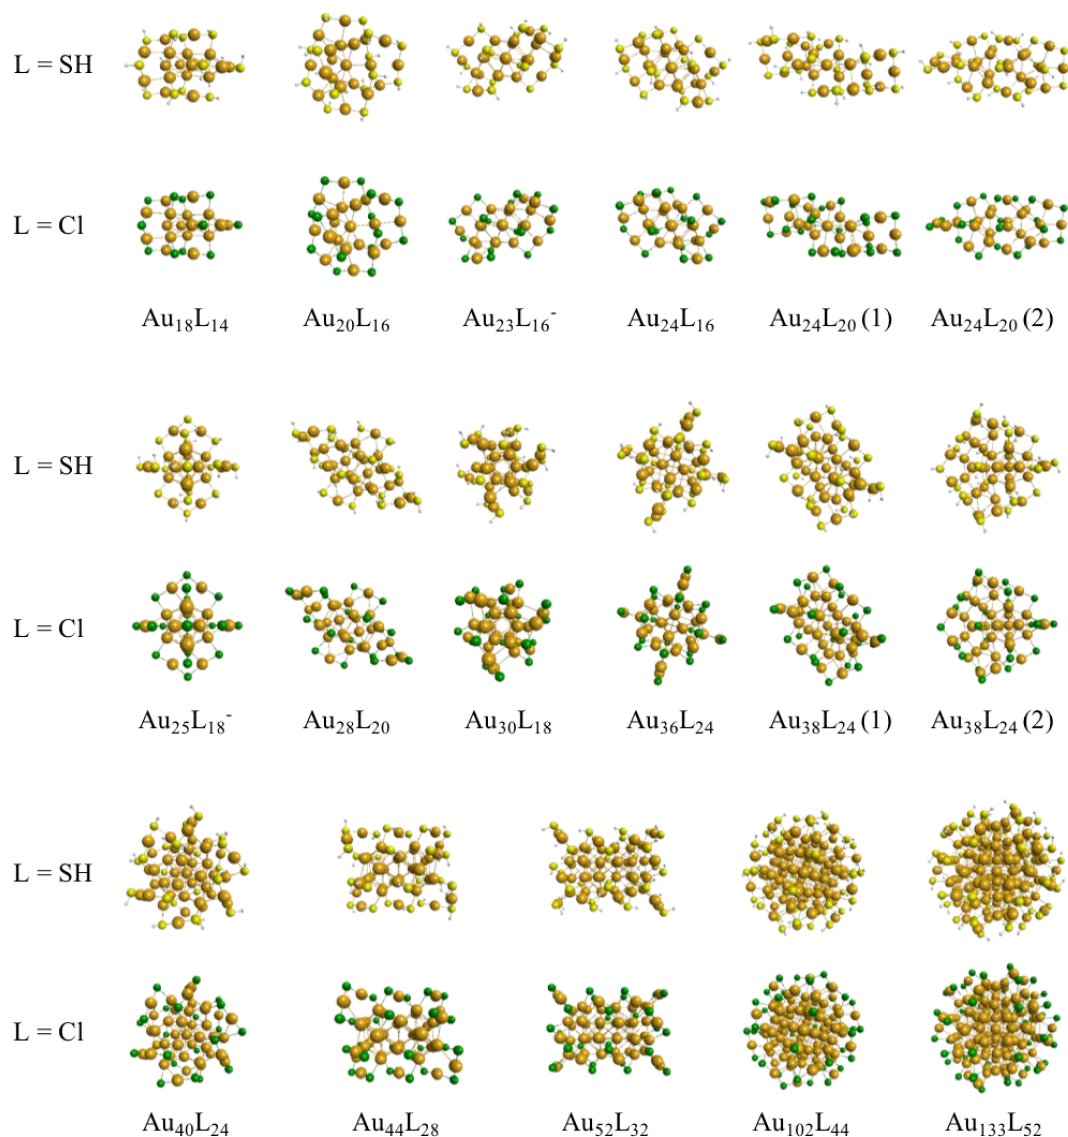 L = SH
L = Cl
Au₁₈L₁₄ Au₂₀L₁₆ Au₂₃L₁₆⁻ Au₂₄L₁₆ Au₂₄L₂₀ (1) Au₂₄L₂₀ (2)
L = SH
L = Cl
Au₂₅L₁₈⁻ Au₂₈L₂₀ Au₃₀L₁₈ Au₃₆L₂₄ Au₃₈L₂₄ (1) Au₃₈L₂₄ (2)
L = SH
L = Cl
Au₄₀L₂₄ Au₄₄L₂₈ Au₅₂L₃₂ Au₁₀₂L₄₄ Au₁₃₃L₅₂